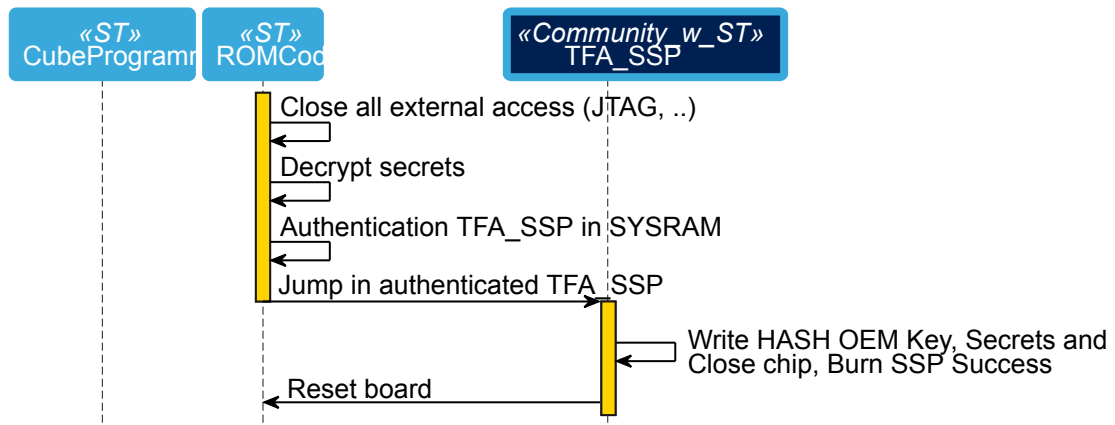 «ST»
CubeProgramm
«ST»
ROMCod
«Community_w_ST»
TFA_SSP
Close all external access (JTAG, ..)
Decrypt secrets
Authentication TFA_SSP in SYSRAM
Jump in authenticated TFA_SSP
Write HASH OEM Key, Secrets and
Close chip, Burn SSP Success
Reset board